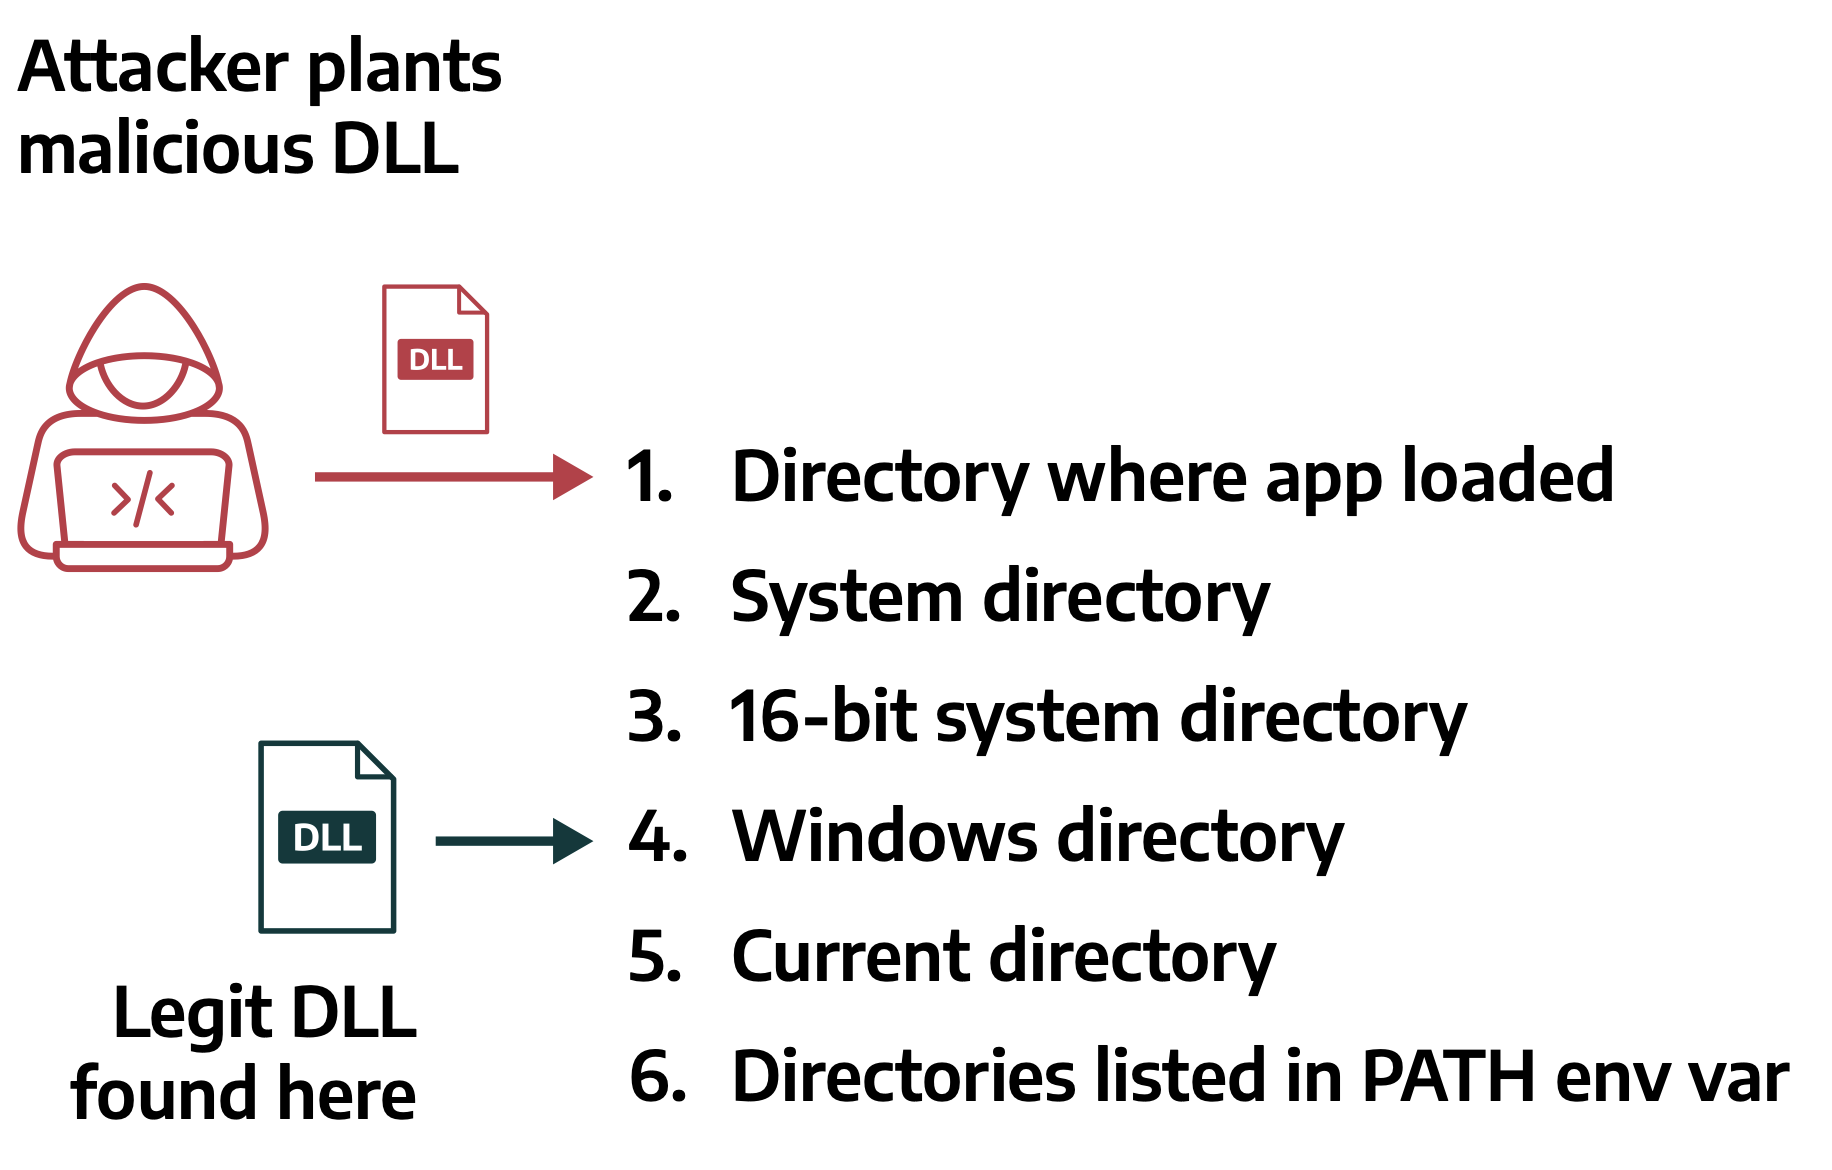 Attacker plants
malicious DLL
DLL
1. Directory where app loaded
2. System directory
3. 16-bit system directory
DLL
4. Windows directory
5. Current directory
Legit DLL
found here
6. Directories listed in PATH env var